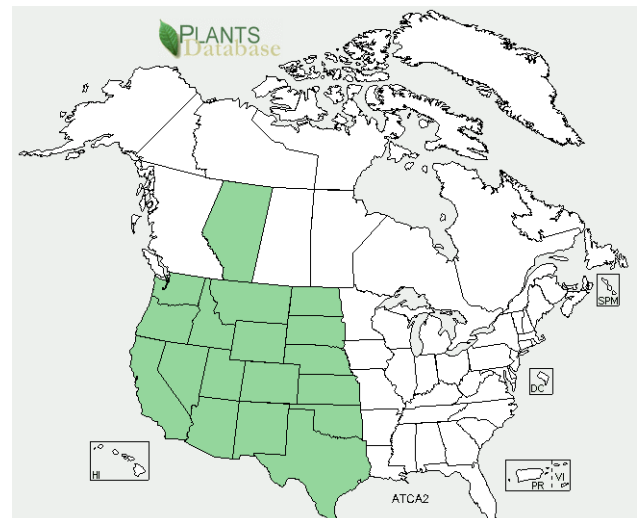 PLANTS
Database
SPM
DC
HI
PR
VI
ATCA2